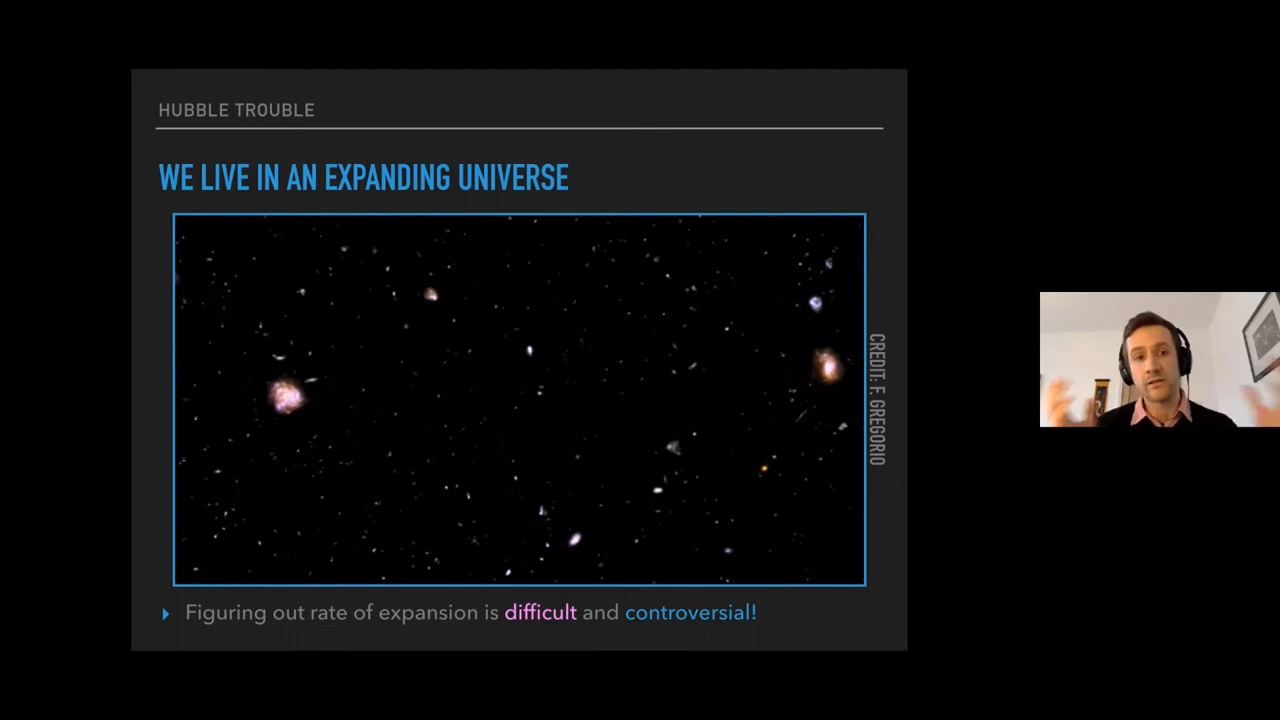 HUBBLE TROUBLE
WE LIVE IN AN EXPANDING UNIVERSE
CREDIT: F. GREGORIO
Figuring out rate of expansion is difficult and controversial!